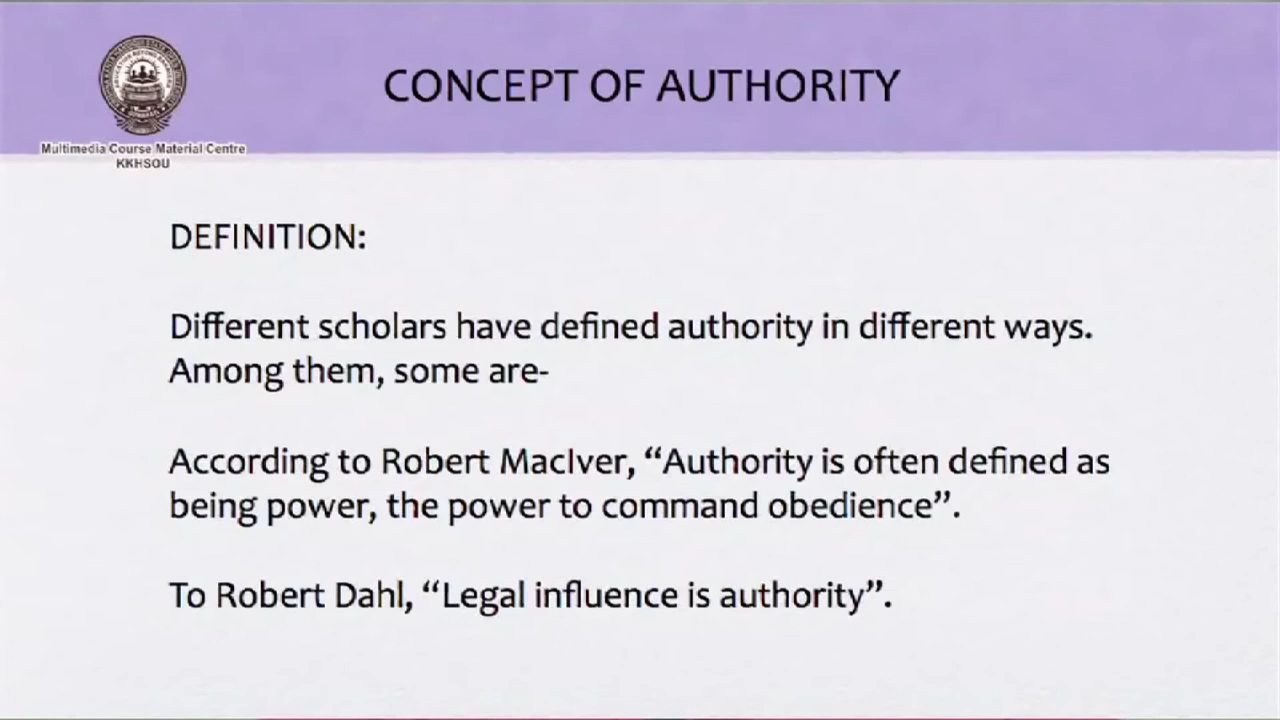 CONCEPT OF AUTHORITY
Multimedia Course Material Centre
KKHSOU
DEFINITION:
Different scholars have defined authority in different ways.
Among them, some are-
According to Robert MacIver, “Authority is often defined as
being power, the power to command obedience”.
To Robert Dahl, “Legal influence is authority”.